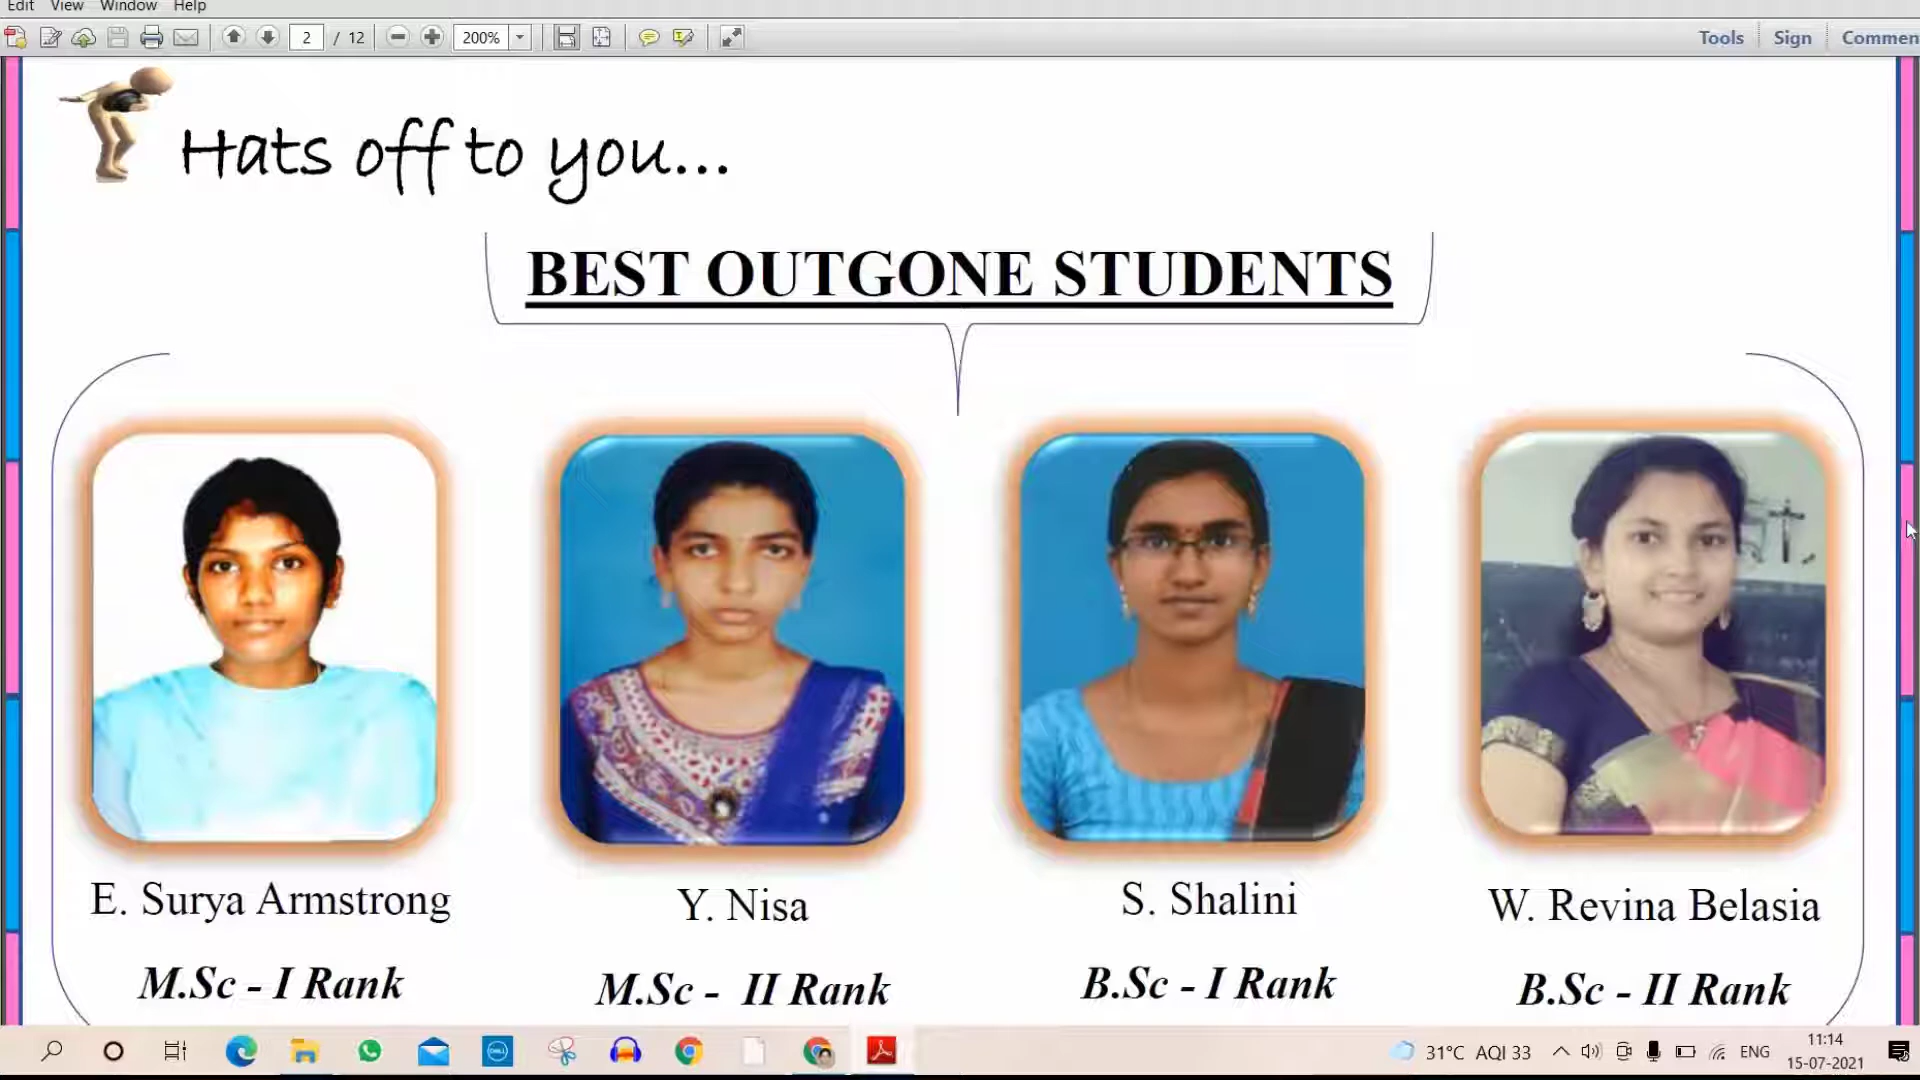 Edit View Window Help
2 / 12 200% Tools Sign Commen
Hats off to you...
BEST OUTGONE STUDENTS
E. Surya Armstrong Y. Nisa S. Shalini W. Revina Belasia
M.Sc - I Rank M.Sc - II Rank B.Sc - I Rank B.Sc - II Rank
31°C AQI 33 ENG 11:14
15-07-2021